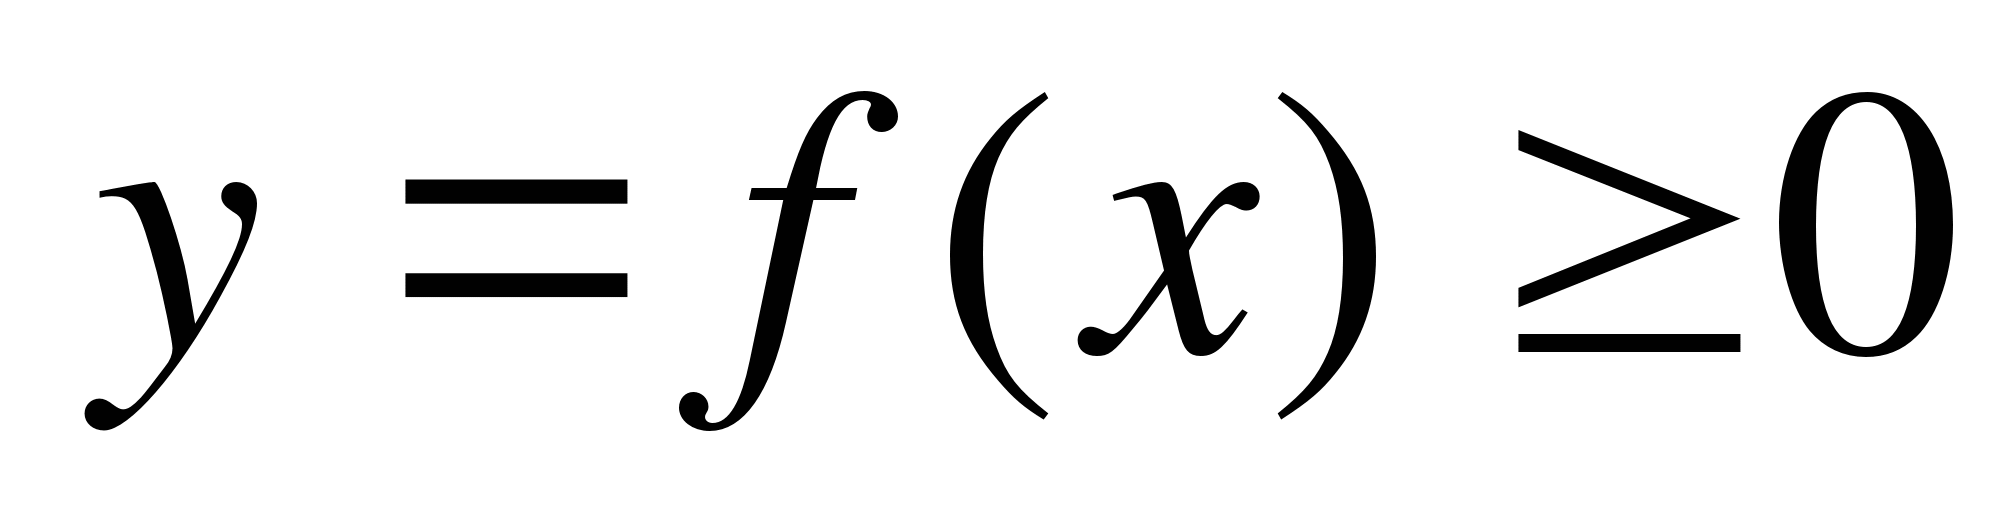 y = f(x) ≥0